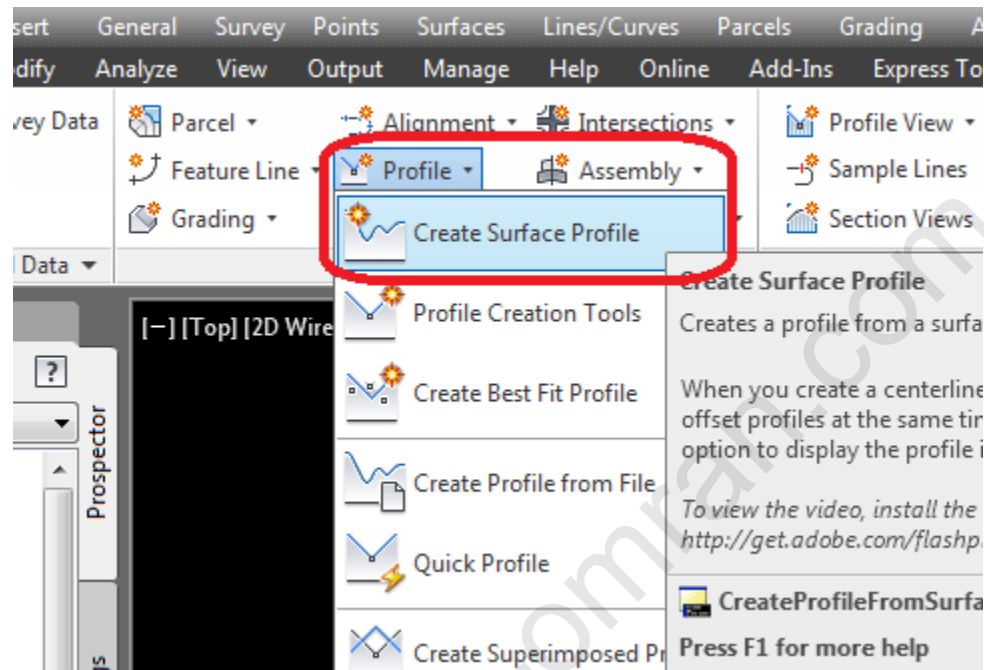 sert General Survey Points Surfaces Lines/Curves Parcels Grading A
dify Analyze View Output Manage Help Online Add-Ins Express To
vey Data Parcel Alignment Intersections Profile View
Feature Line Profile Assembly Sample Lines
Grading Section Views
Data
Create Surface Profile
Profile Creation Tools
Create Best Fit Profile
Create Profile from File
Quick Profile
Create Superimposed Pr
[−] [Top] [2D Wire
?
Prospector
gs
Create Surface Profile
Creates a profile from a surfa
When you create a centerline
offset profiles at the same tim
option to display the profile i
To view the video, install the
http://get.adobe.com/flashp
CreateProfileFromSurfa
Press F1 for more help
omran.com